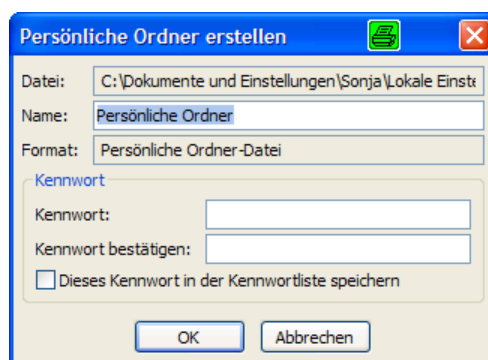 Persönliche Ordner erstellen
Datei: C:\Dokumente und Einstellungen\Sonja\Lokale Einste
Name: Persönliche Ordner
Format: Persönliche Ordner-Datei
Kennwort
Kennwort:
Kennwort bestätigen:
Dieses Kennwort in der Kennwortliste speichern
OK Abbrechen